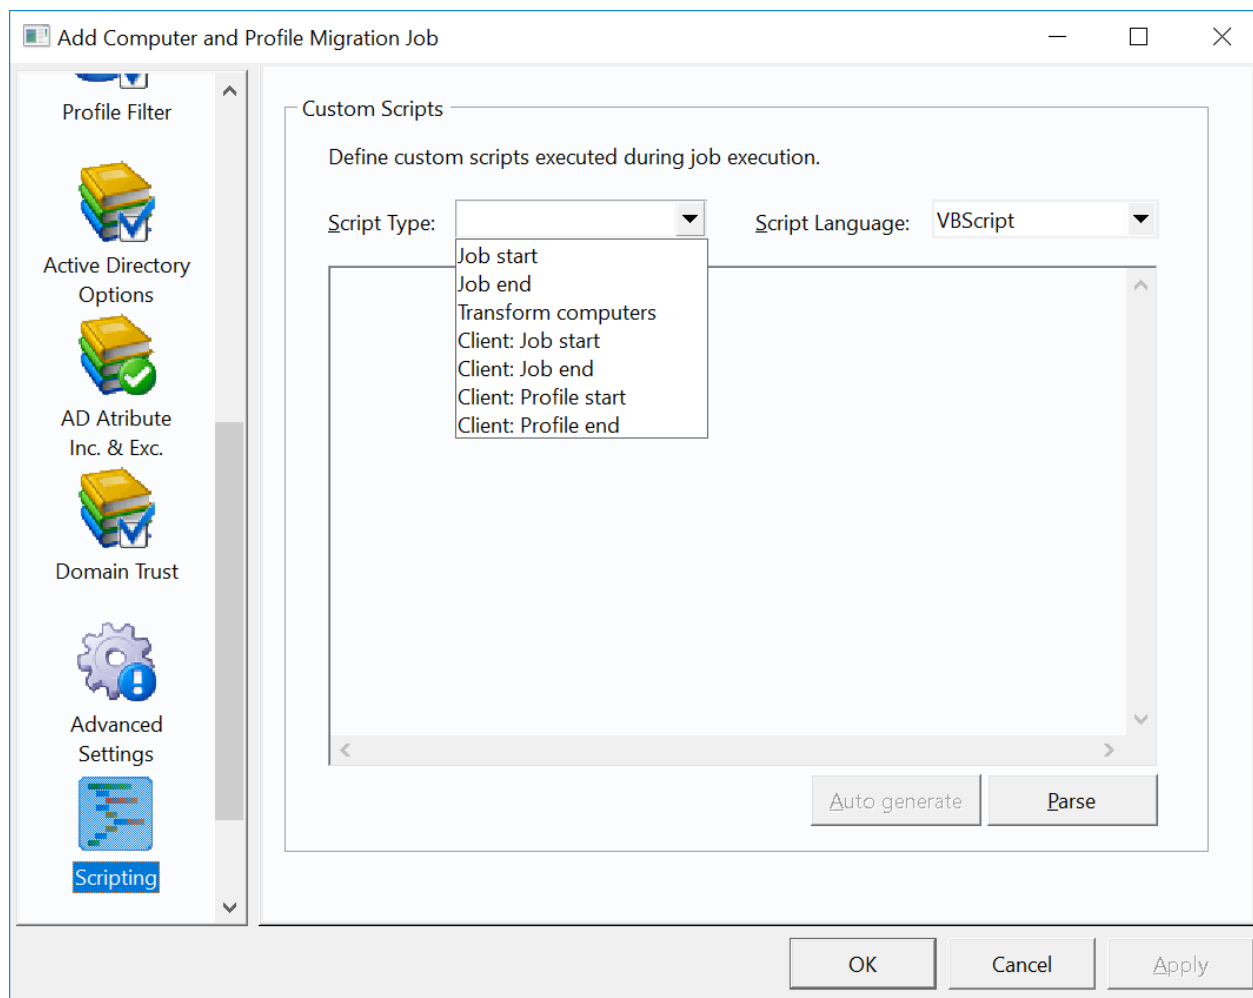 Add Computer and Profile Migration Job
Profile Filter
Active Directory
Options
AD Atribute
Inc. & Exc.
Domain Trust
Advanced
Settings
Scripting
Custom Scripts
Define custom scripts executed during job execution.
Script Type:
Script Language: VBScript
Job start
Job end
Transform computers
Client: Job start
Client: Job end
Client: Profile start
Client: Profile end
Auto generate
Parse
OK
Cancel
Apply